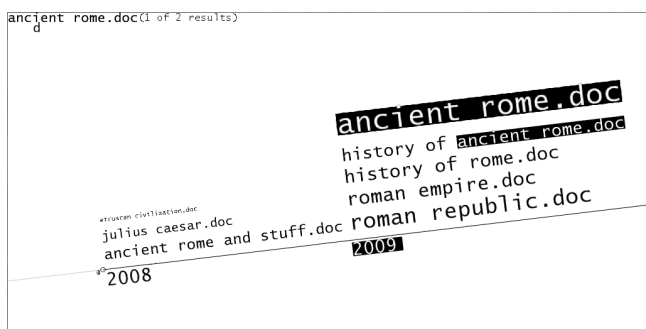 ancient rome.doc(1 of 2 results)
d
ancient rome.doc
history of ancient rome.doc
history of rome.doc
roman empire.doc
roman republic.doc
2009
etruscan civilization.doc
julius caesar.doc
ancient rome and stuff.doc
2008